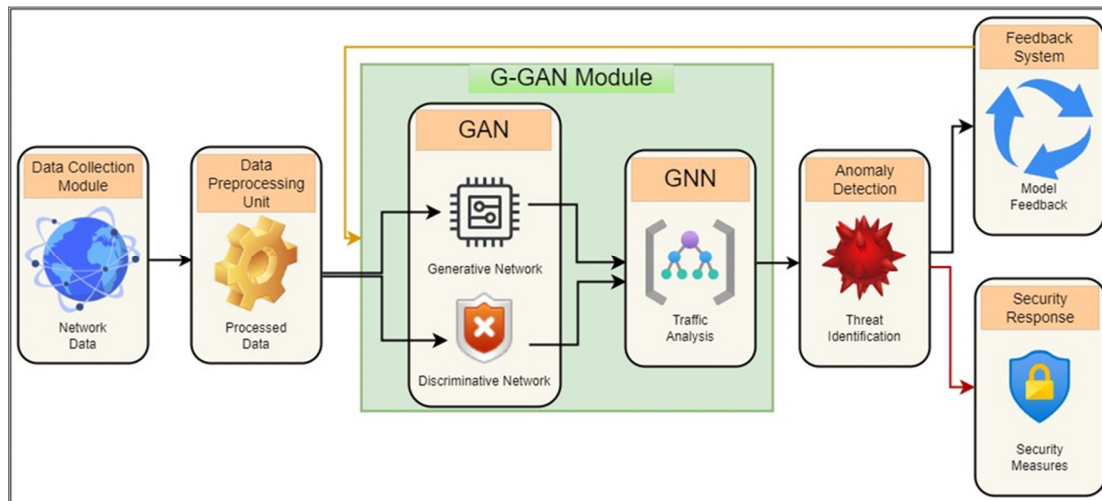 Data Collection
Module
Network
Data
Data
Preprocessing
Unit
Processed
Data
G-GAN Module
GAN
Generative Network
Discriminative Network
GNN
Traffic
Analysis
Anomaly
Detection
Threat
Identification
Feedback
System
Model
Feedback
Security
Response
Security
Measures